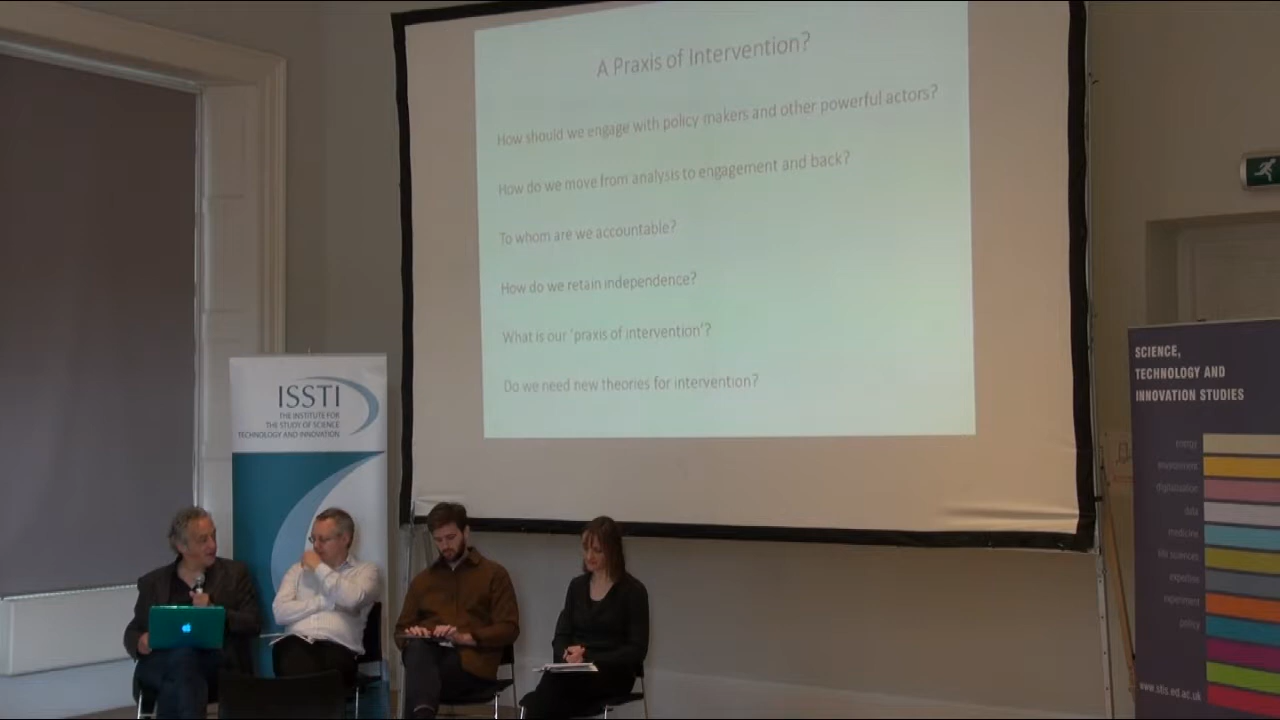 A Praxis of Intervention?
How should we engage with policy makers and other powerful actors?
How do we move from analysis to engagement and back?
To whom are we accountable?
How do we retain independence?
What is our 'praxis of intervention'?
Do we need new theories for intervention?
ISSTI
THE INSTITUTE FOR
THE STUDY OF SCIENCE
TECHNOLOGY AND INNOVATION
SCIENCE,
TECHNOLOGY AND
INNOVATION STUDIES
energy
environment
digitalisation
data
medicine
life sciences
expertise
experiment
policy
www.stis.ed.ac.uk